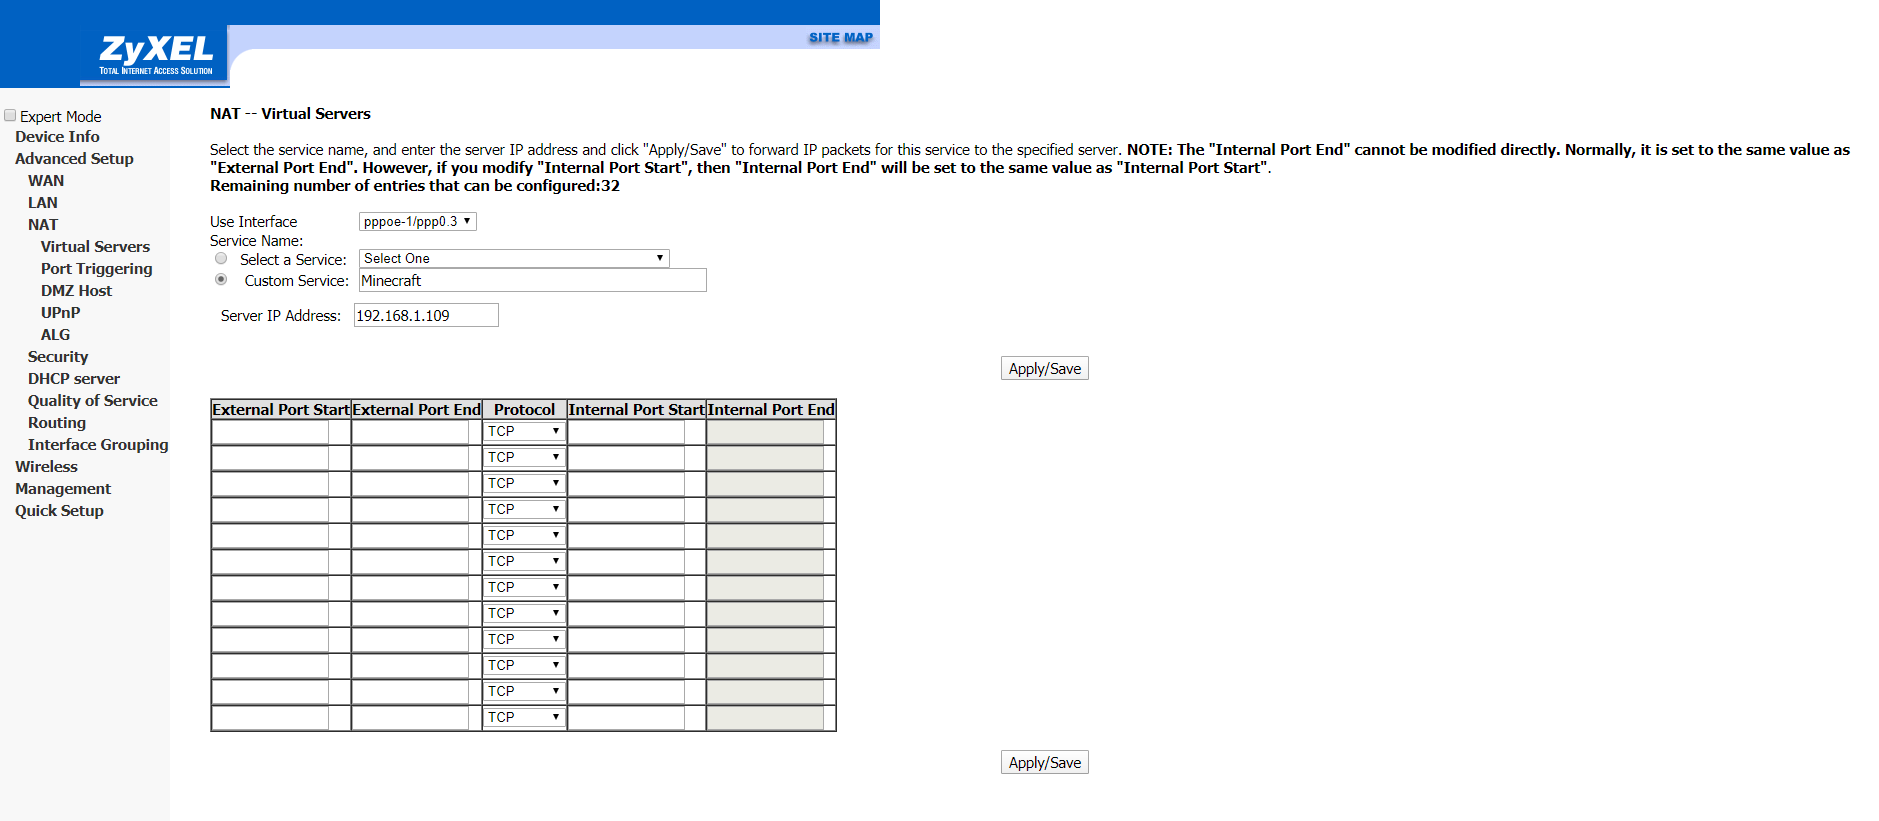 ZyXEL
TOTAL INTERNET ACCESS SOLUTION
SITE MAP
Expert Mode
Device Info
Advanced Setup
WAN
LAN
NAT
Virtual Servers
Port Triggering
DMZ Host
UPnP
ALG
Security
DHCP server
Quality of Service
Routing
Interface Grouping
Wireless
Management
Quick Setup
NAT -- Virtual Servers
Select the service name, and enter the server IP address and click "Apply/Save" to forward IP packets for this service to the specified server. NOTE: The "Internal Port End" cannot be modified directly. Normally, it is set to the same value as
"External Port End". However, if you modify "Internal Port Start", then "Internal Port End" will be set to the same value as "Internal Port Start".
Remaining number of entries that can be configured:32
Use Interface pppoe-1/ppp0.3
Service Name:
Select a Service: Select One
Custom Service: Minecraft
Server IP Address: 192.168.1.109
Apply/Save
External Port Start External Port End Protocol Internal Port Start Internal Port End
TCP
TCP
TCP
TCP
TCP
TCP
TCP
TCP
TCP
TCP
TCP
TCP
Apply/Save